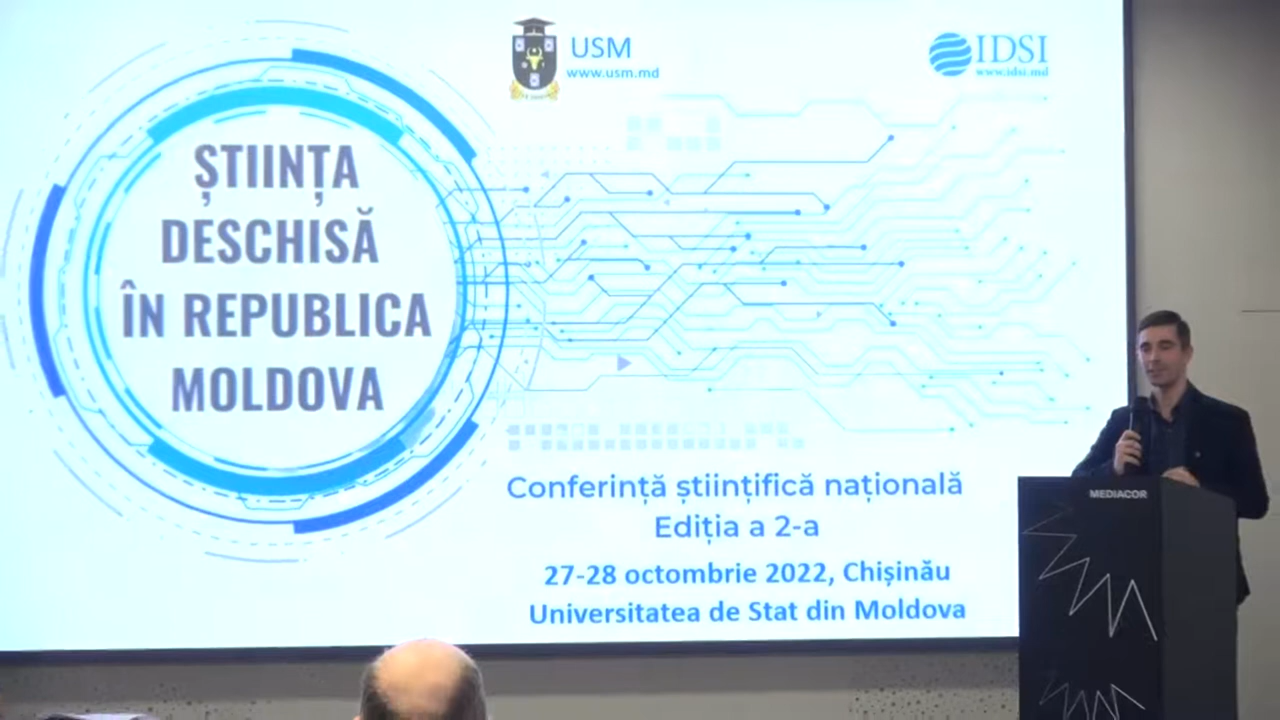 USM
www.usm.md
IDSI
www.idsi.md
ȘTIINȚA
DESCHISĂ
ÎN REPUBLICA
MOLDOVA
Conferință științifică națională
Ediția a 2-a
27-28 octombrie 2022, Chișinău
Universitatea de Stat din Moldova
MEDIACOR